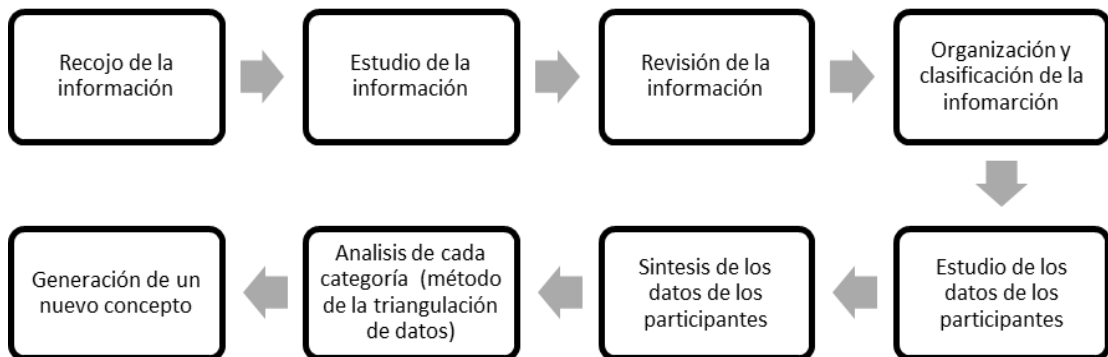 Recojo de la
información
Estudio de la
información
Revisión de la
información
Organización y
clasificación de la
infomarción
Estudio de los
datos de los
participantes
Sintesis de los
datos de los
participantes
Analisis de cada
categoría (método
de la triangulación
de datos)
Generación de un
nuevo concepto